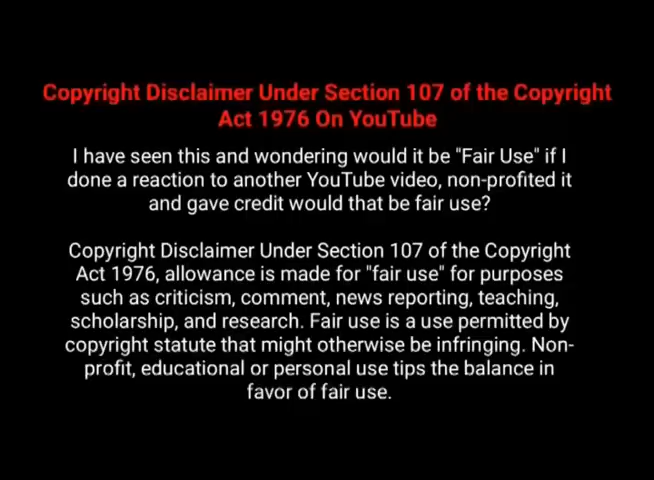 Copyright Disclaimer Under Section 107 of the Copyright
Act 1976 On YouTube
I have seen this and wondering would it be "Fair Use" if I
done a reaction to another YouTube video, non-profited it
and gave credit would that be fair use?
Copyright Disclaimer Under Section 107 of the Copyright
Act 1976, allowance is made for "fair use" for purposes
such as criticism, comment, news reporting, teaching,
scholarship, and research. Fair use is a use permitted by
copyright statute that might otherwise be infringing. Non-
profit, educational or personal use tips the balance in
favor of fair use.